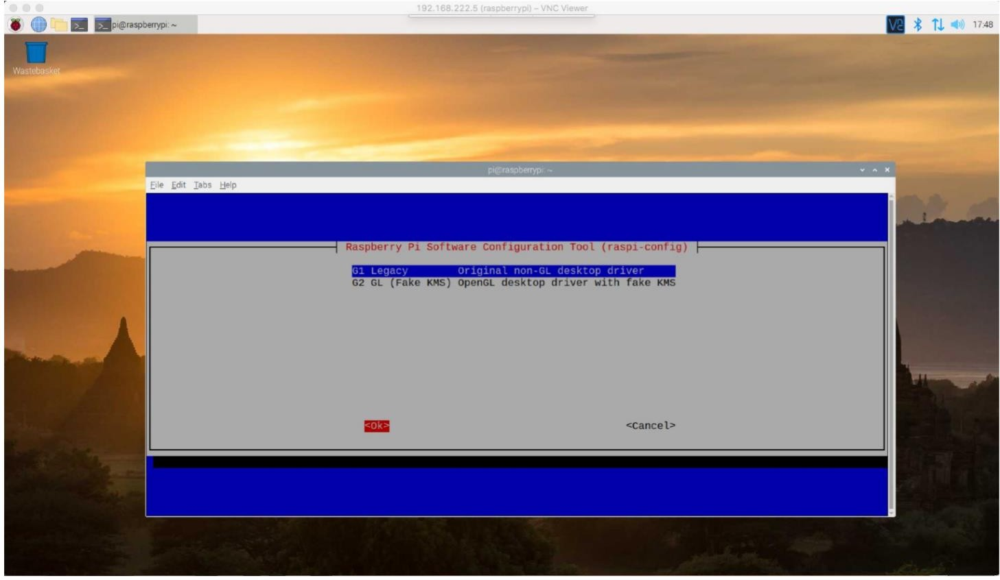 192.168.222.5 (raspberrypi) – VNC Viewer
>_ >_ pi@raspberrypi: ~ 17:48
Wastebasket
pi@raspberrypi: ~
File Edit Tabs Help
Raspberry Pi Software Configuration Tool (raspi-config)
G1 Legacy Original non-GL desktop driver
G2 GL (Fake KMS) OpenGL desktop driver with fake KMS
<Ok> <Cancel>